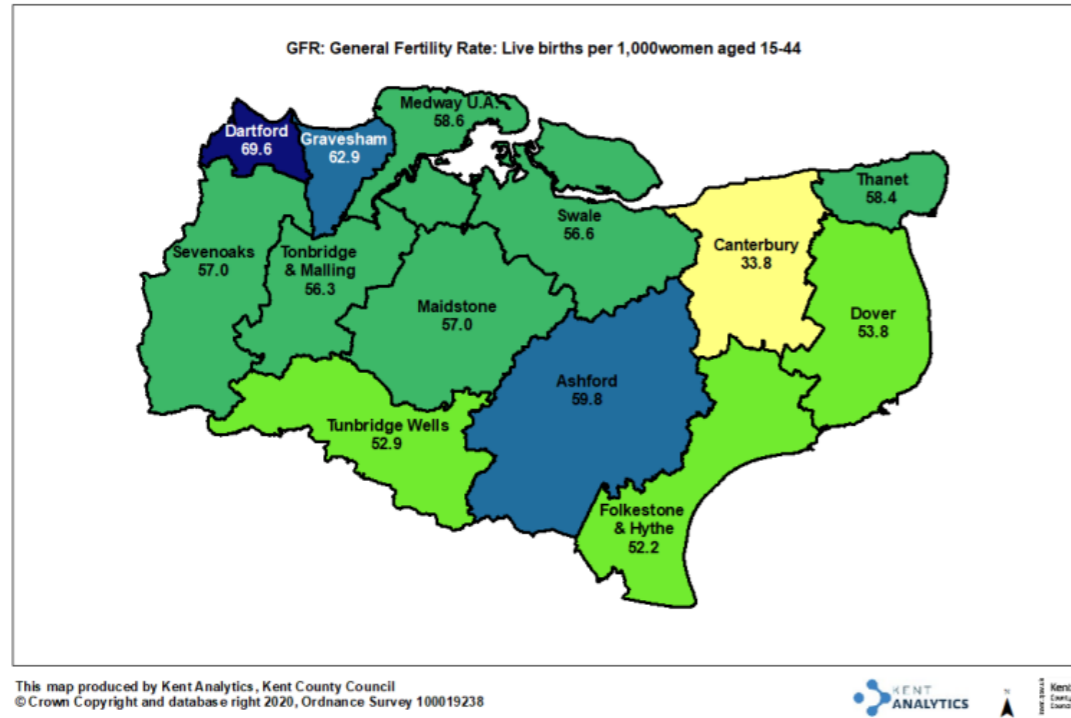 GFR: General Fertility Rate: Live births per 1,000women aged 15-44
Medway U.A.
58.6
Dartford
69.6
Gravesham
62.9
Thanet
58.4
Swale
56.6
Canterbury
33.8
Sevenoaks
57.0
Tonbridge
& Malling
56.3
Maidstone
57.0
Dover
53.8
Ashford
59.8
Tunbridge Wells
52.9
Folkestone
& Hythe
52.2
This map produced by Kent Analytics, Kent County Council
© Crown Copyright and database right 2020, Ordnance Survey 100019238
KENT
ANALYTICS
N
Kent
County
Council